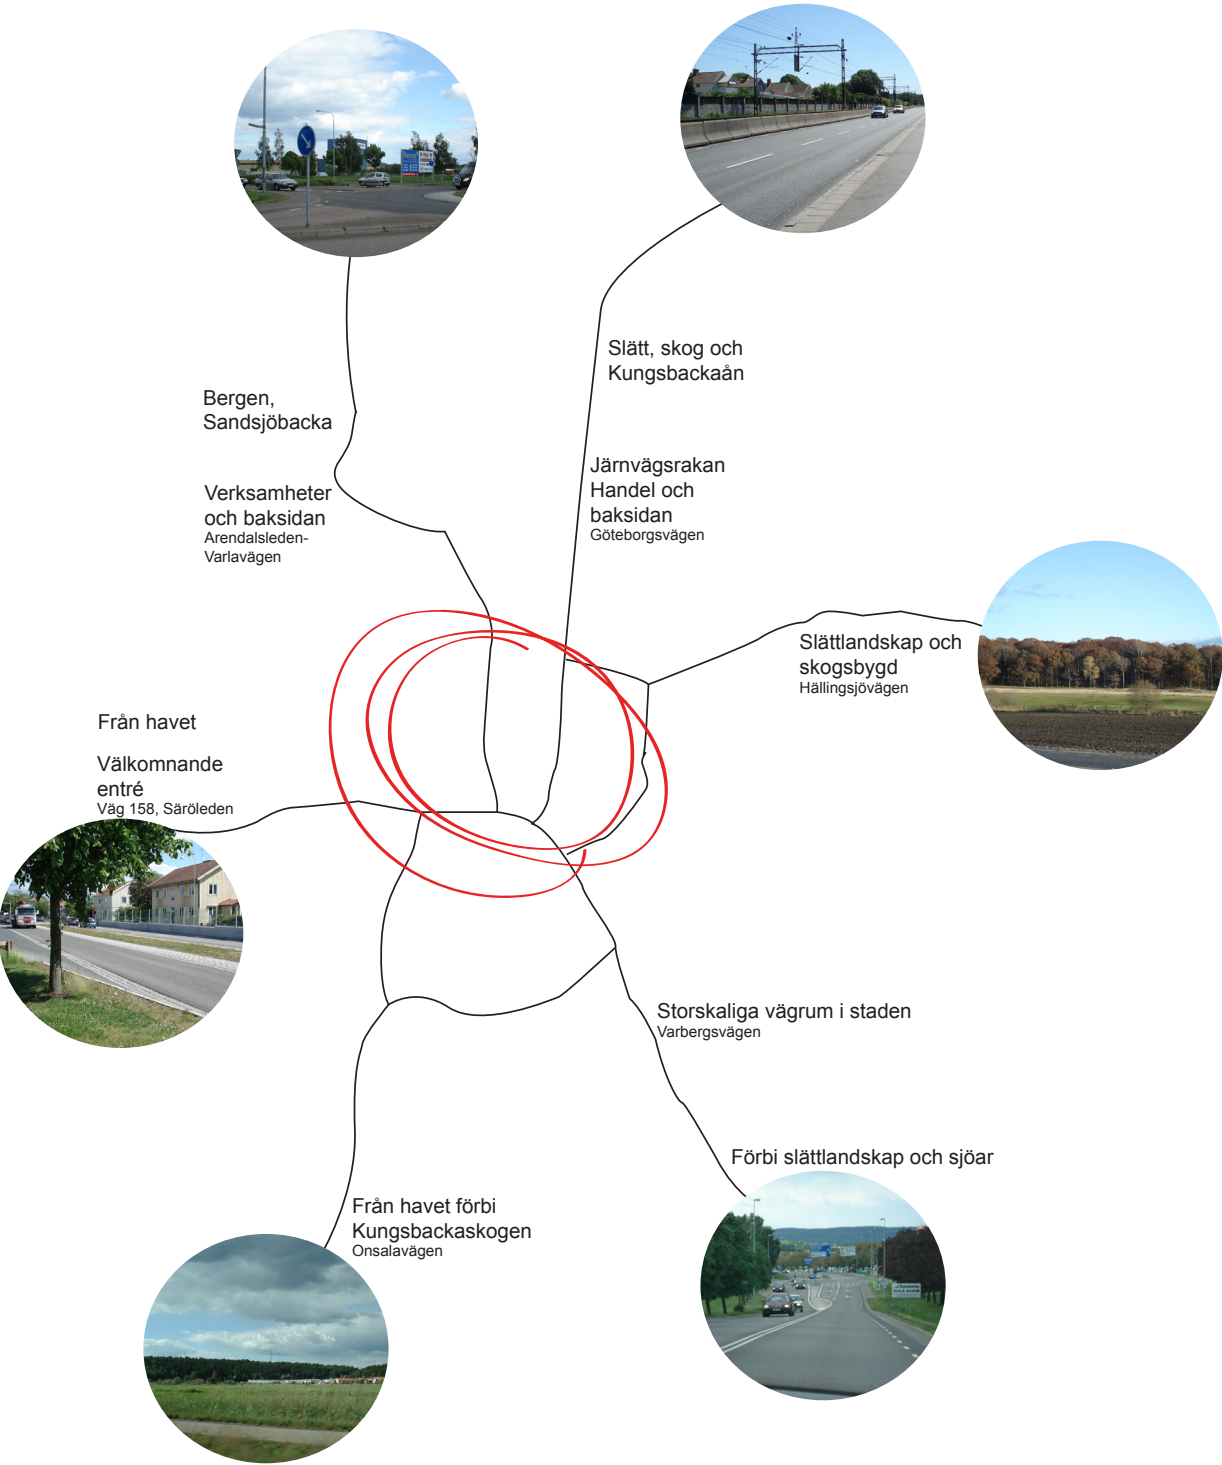 Slätt, skog och
Kungsbackaån
Bergen,
Sandsjöbacka
Järnvägsrakan
Handel och
baksidan
Göteborgsvägen
Verksamheter
och baksidan
Arendalsleden-
Varlavägen
Slättlandskap och
skogsbygd
Hällingsjövägen
Från havet
Välkomnande
entré
Väg 158, Säröleden
Storskaliga vägrum i staden
Varbergsvägen
Förbi slättlandskap och sjöar
Från havet förbi
Kungsbackaskogen
Onsalavägen